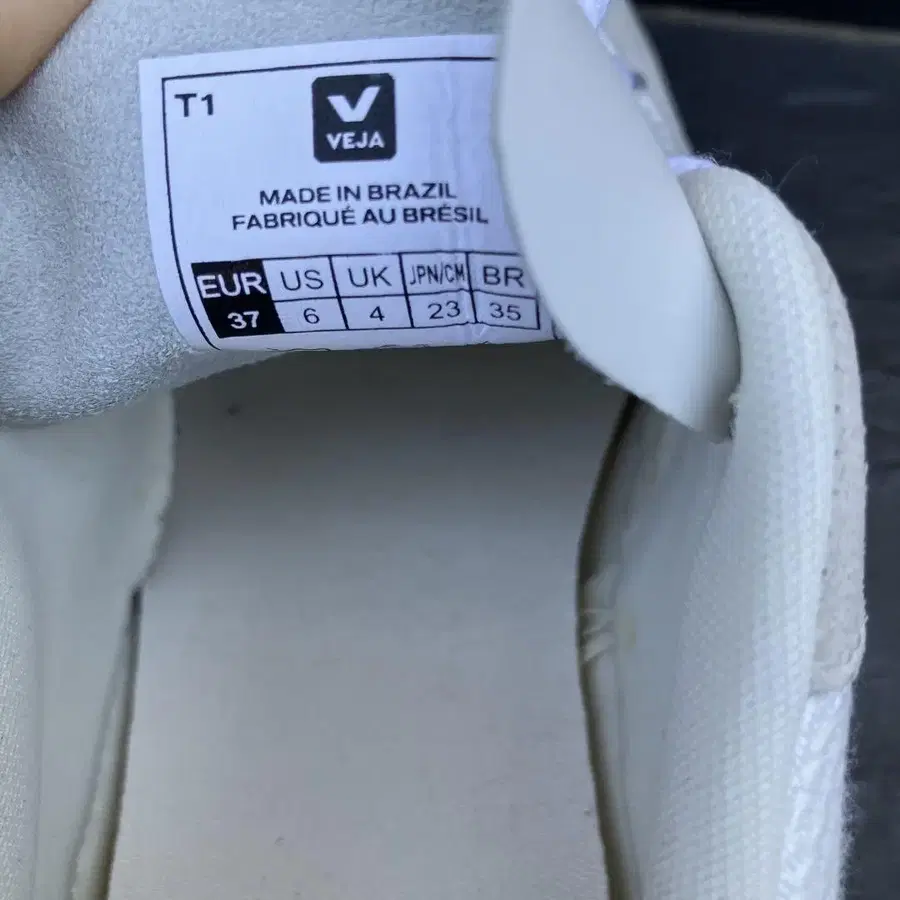 T1
VEJA
MADE IN BRAZIL
FABRIQUÉ AU BRÉSIL
EUR US UK JPN/CM BR
37 6 4 23 35